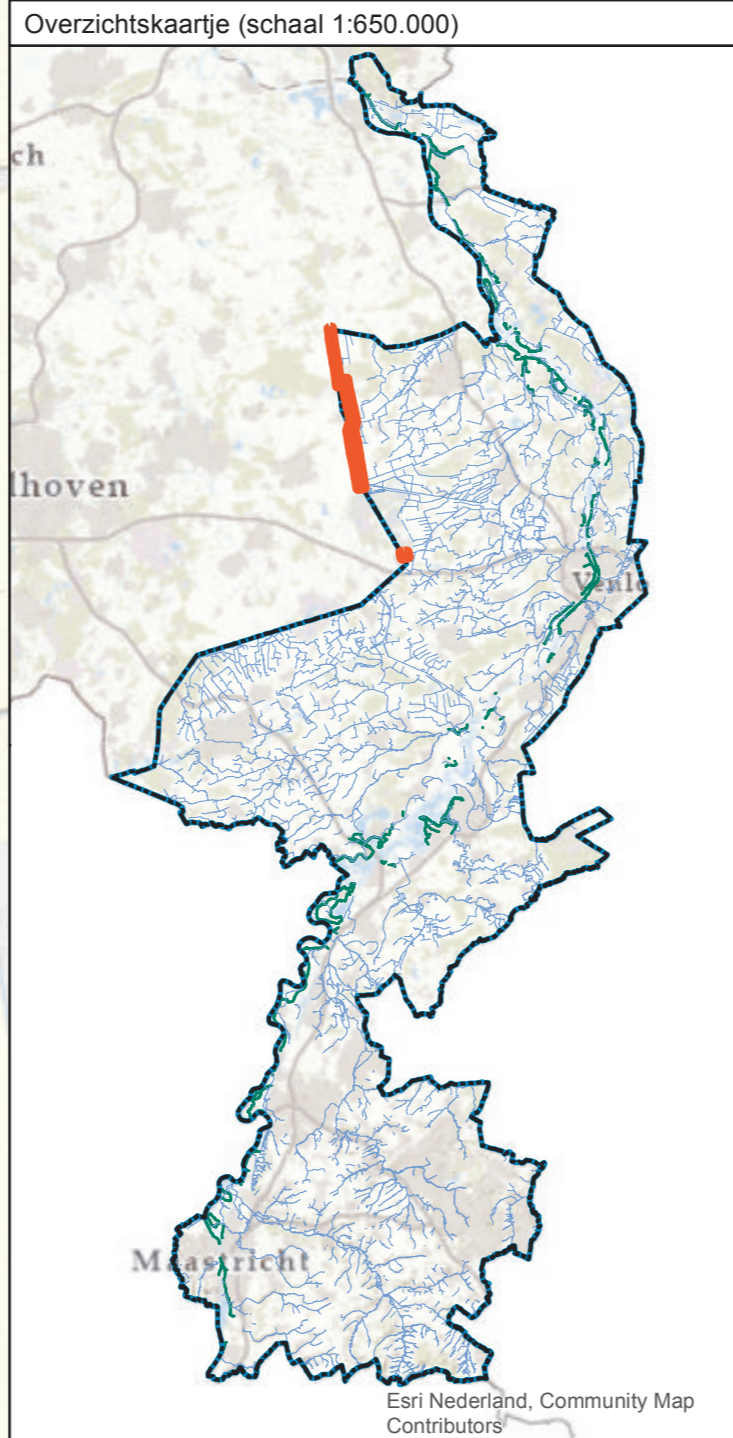 Overzichtskaartje (schaal 1:650.000)
ch
lhoven
Venlo
Maastricht
Esri Nederland, Community Map
Contributors